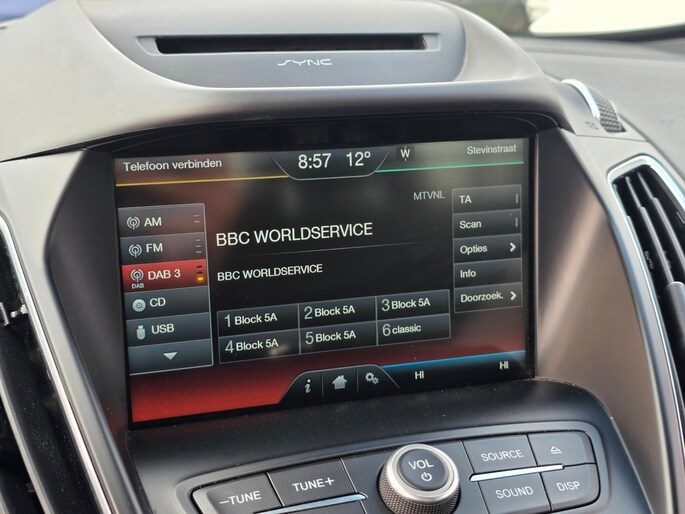 SYNC
Telefoon verbinden
8:57 12°
W
Stevinstraat
MTVNL
AM
FM
DAB 3
DAB
CD
USB
BBC WORLDSERVICE
BBC WORLDSERVICE
1 Block 5A
2 Block 5A
3 Block 5A
4 Block 5A
5 Block 5A
6 classic
TA
Scan
Opties
Info
Doorzoek.
i
HI
HI
–TUNE
TUNE+
VOL
SOURCE
SOUND
DISP